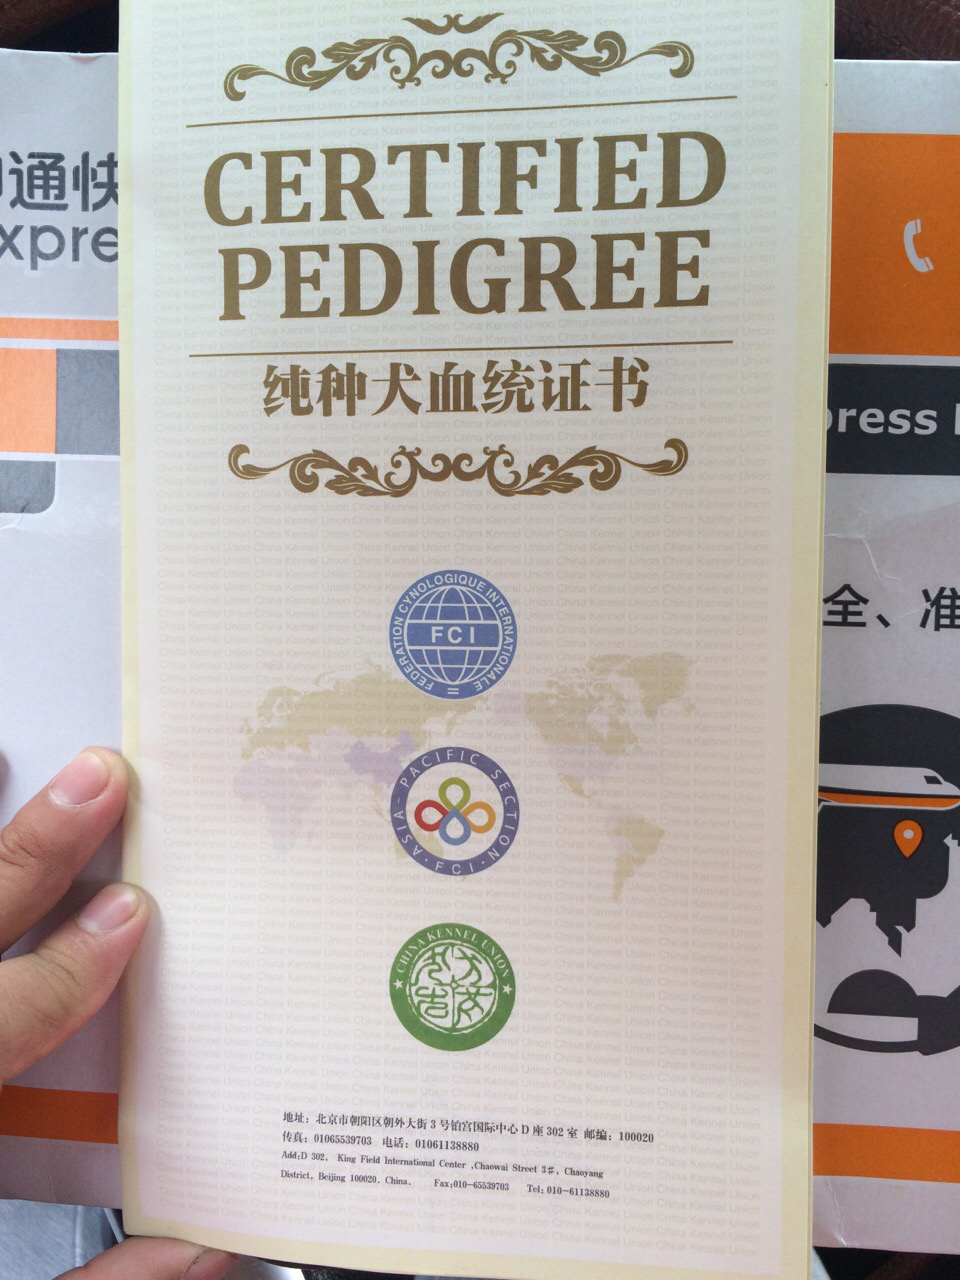 CERTIFIED
PEDIGREE
纯种犬血统证书
FEDERATION CYNOLOGIQUE INTERNATIONALE
FCI
ASIA-PACIFIC SECTION
·FCI·
CHINA KENNEL UNION
地址：北京市朝阳区朝外大街3号铂宫国际中心D座302室 邮编：100020
传真：01065539703 电话：01061138880
Add:D 302, King Field International Center ,Chaowai Street 3#, Chaoyang
District, Beijing 100020. China. Fax:010-65539703 Tel:010-61138880
通快
xpre
press
全、准